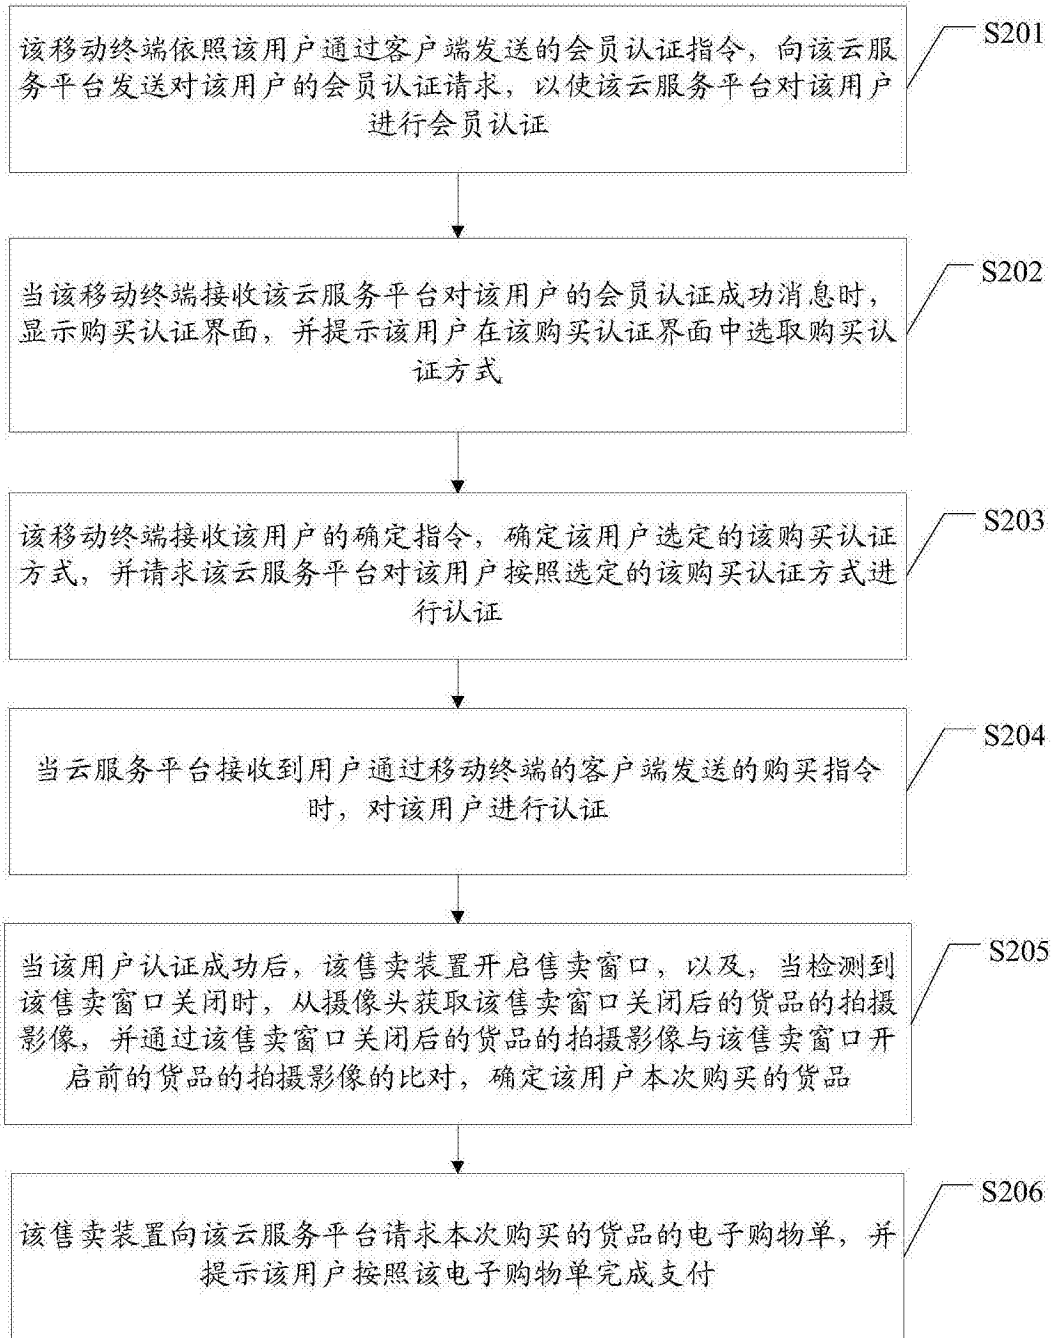 该移动终端依照该用户通过客户端发送的会员认证指令，向该云服
务平台发送对该用户的会员认证请求，以使该云服务平台对该用户
进行会员认证
S201
当该移动终端接收该云服务平台对该用户的会员认证成功消息时，
显示购买认证界面，并提示该用户在该购买认证界面中选取购买认
证方式
S202
该移动终端接收该用户的确定指令，确定该用户选定的该购买认证
方式，并请求该云服务平台对该用户按照选定的该购买认证方式进
行认证
S203
当云服务平台接收到用户通过移动终端的客户端发送的购买指令
时，对该用户进行认证
S204
当该用户认证成功后，该售卖装置开启售卖窗口，以及，当检测到
该售卖窗口关闭时，从摄像头获取该售卖窗口关闭后的货品的拍摄
影像，并通过该售卖窗口关闭后的货品的拍摄影像与该售卖窗口开
启前的货品的拍摄影像的比对，确定该用户本次购买的货品
S205
该售卖装置向该云服务平台请求本次购买的货品的电子购物单，并
提示该用户按照该电子购物单完成支付
S206